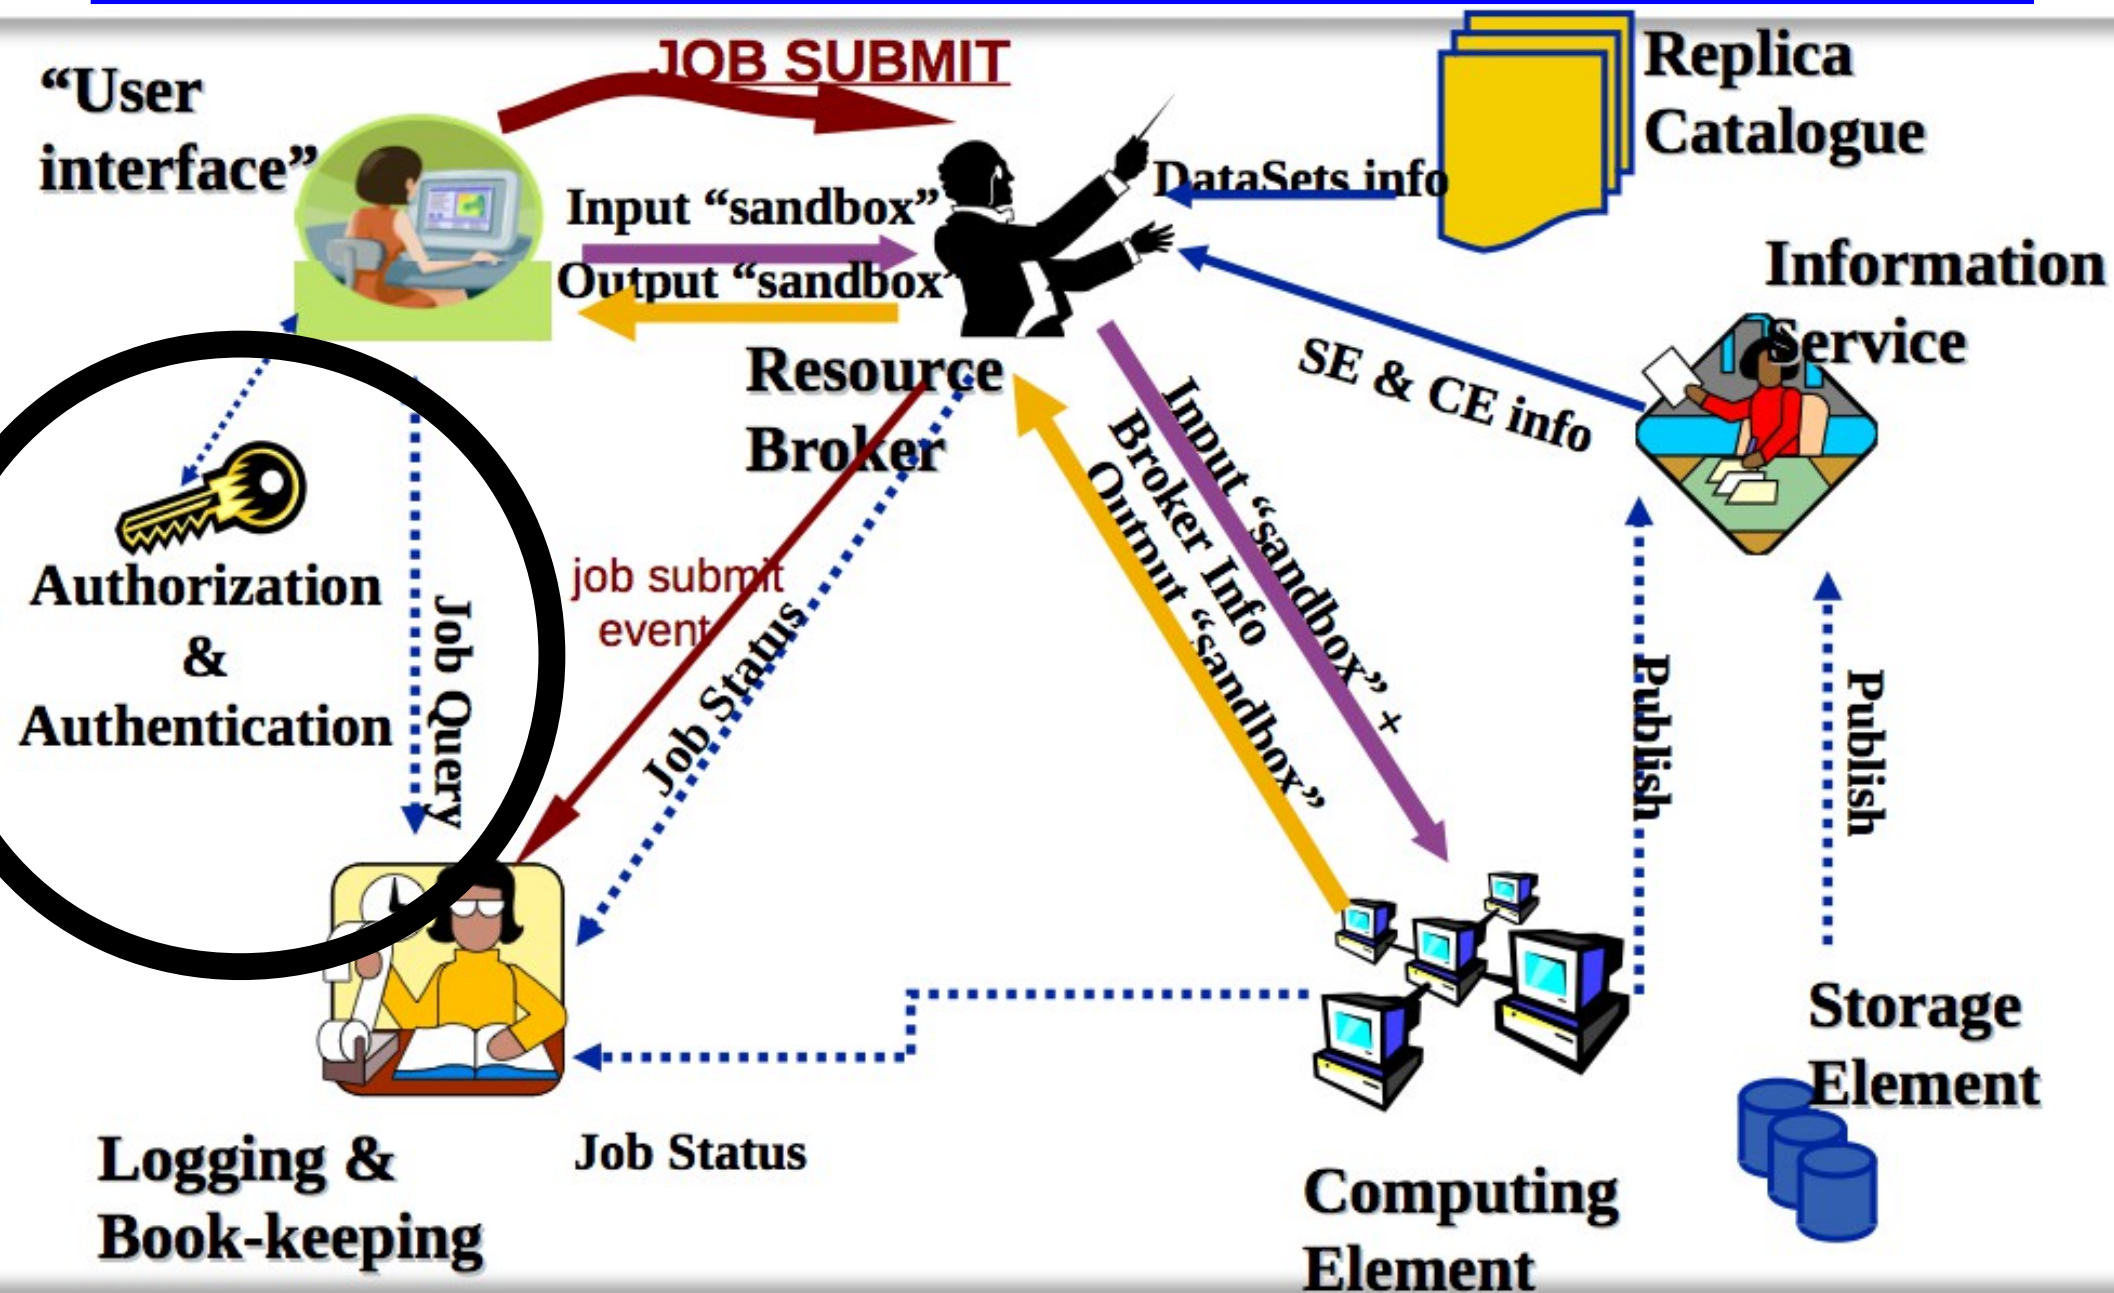 JOB SUBMIT
“User
interface”
Replica
Catalogue
DataSets info
Input “sandbox”
Output “sandbox”
Information
Service
SE & CE info
Resource
Broker
Input “sandbox” +
Broker Info
Output “sandbox”
Authorization
&
Authentication
Job Query
job submit
event
Job Status
Publish
Publish
Storage
Element
Logging &
Book-keeping
Job Status
Computing
Element